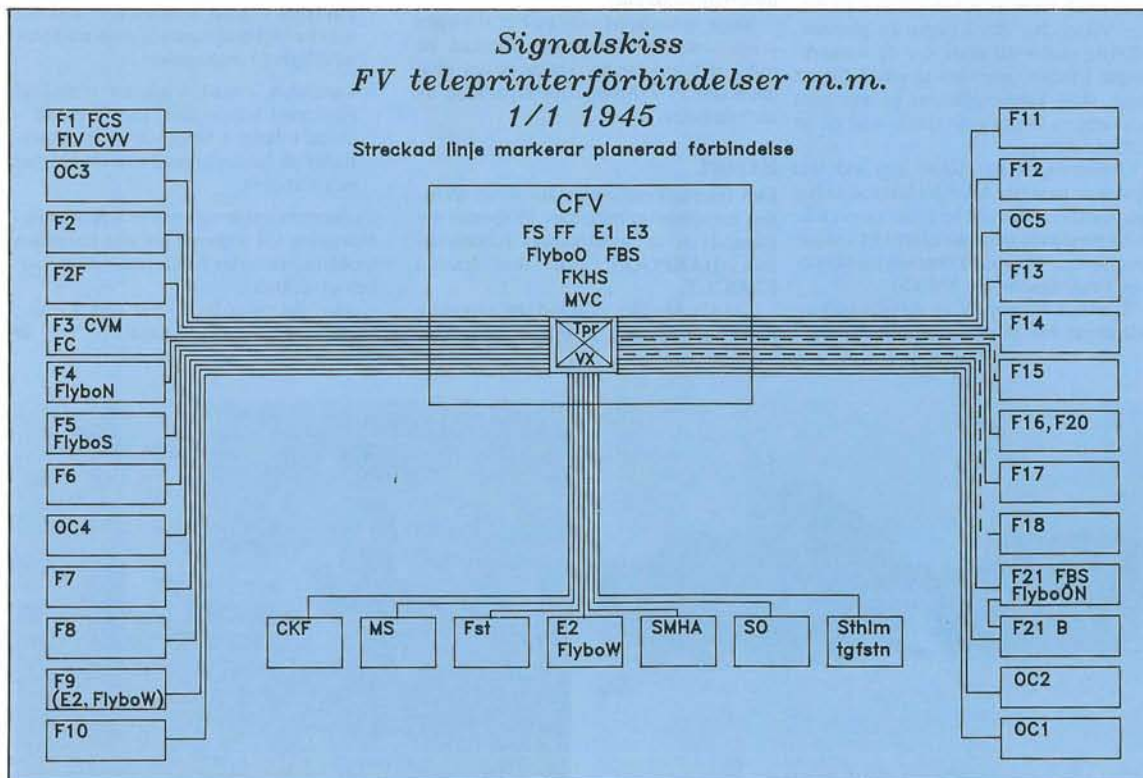 Signalskiss
FV teleprinterförbindelser m.m.
1/1 1945
Streckad linje markerar planerad förbindelse
F1 FCS
FIV CVV
OC3
F2
F2F
F3 CVM
FC
F4
FlyboN
F5
FlyboS
F6
OC4
F7
F8
F9
(E2, FlyboW)
F10
CFV
FS FF E1 E3
FlyboO FBS
FKHS
MVC
Tpr
VX
CKF
MS
Fst
E2
FlyboW
SMHA
SO
Sthlm
tgfstn
F11
F12
OC5
F13
F14
F15
F16, F20
F17
F18
F21 FBS
FlyboÖN
F21 B
OC2
OC1